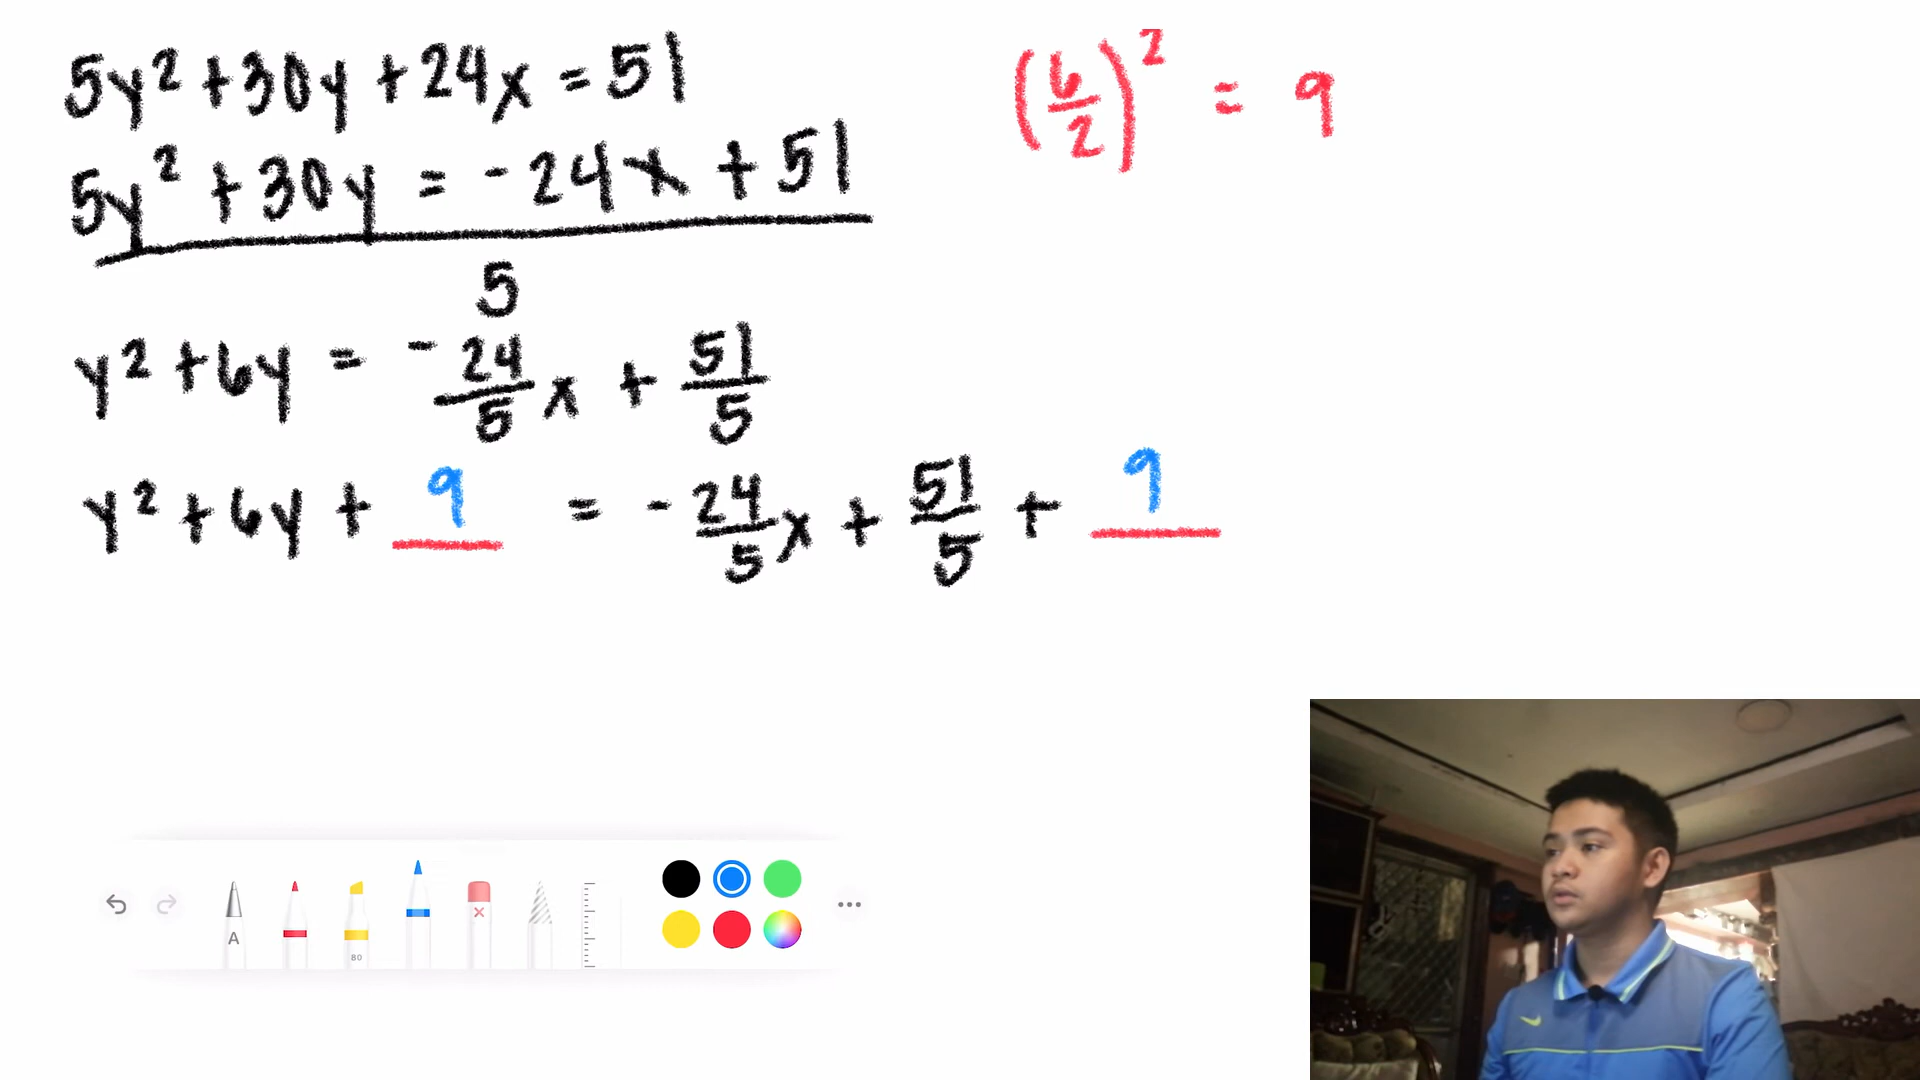 5y² + 30y + 24x = 51
5y² + 30y = -24x + 51
5
y² + 6y = -24/5 x + 51/5
y² + 6y + 9 = -24/5 x + 51/5 + 9
(6/2)² = 9
A
80